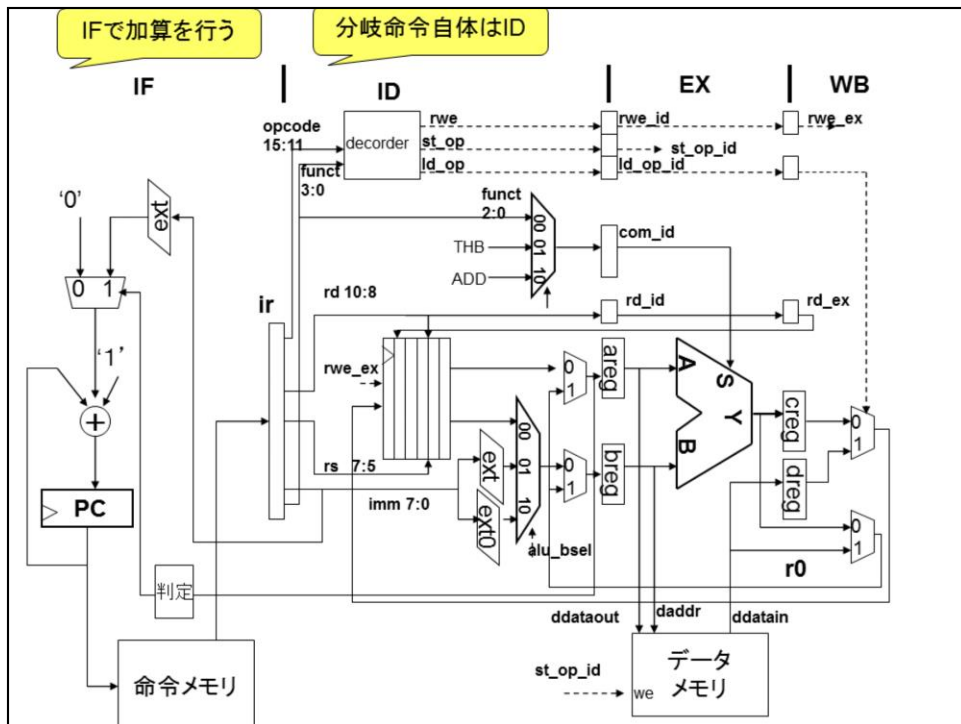 IFで加算を行う
分岐命令自体はID
IF
ID
EX
WB
opcode
15:11
funct
3:0
decorder
rwe
st_op
ld_op
rwe_id
st_op_id
ld_op_id
rwe_ex
'0'
ext
funct
2:0
00
01
10
THB
ADD
com_id
0 1
ir
rd 10:8
rd_id
rd_ex
'1'
rwe_ex
0
1
areg
A
S
Y
B
creg
0
1
+
00
01
10
ext
0
1
breg
dreg
rs 7:5
imm 7:0
ext0
alu_bsel
0
1
r0
PC
判定
ddataout
daddr
ddatain
命令メモリ
st_op_id
we
データ
メモリ